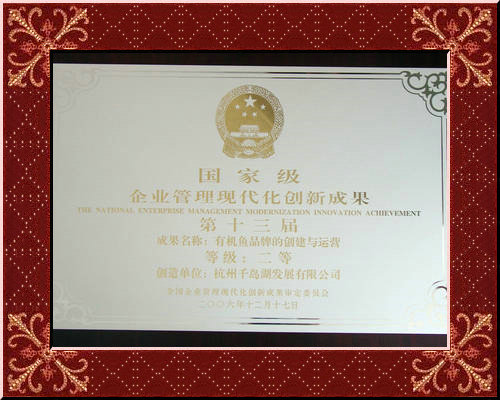 国家级
企业管理现代化创新成果
THE NATIONAL ENTERPRISE MANAGEMENT MODERNIZATION INNOVATION ACHIEVEMENT
第十三届
成果名称：有机鱼品牌的创建与运营
等级：二等
创造单位：杭州千岛湖发展有限公司
全国企业管理现代化创新成果审定委员会
二〇〇六年十二月十七日